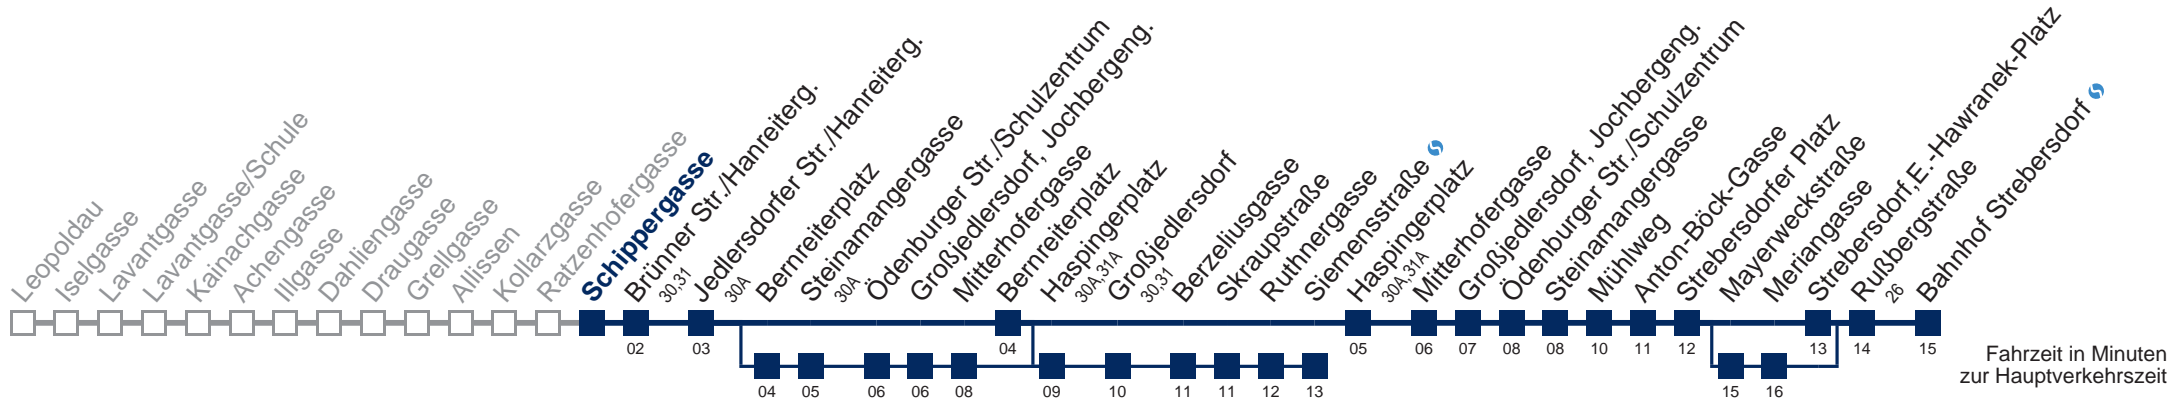 Leopoldau
Iselgasse
Lavantgasse
Lavantgasse/Schule
Kainachgasse
Achengasse
Illgasse
Dahliengasse
Draugasse
Grellgasse
Allissen
Kollarzgasse
Ratzenhofergasse
Schippergasse
Brünner Str./Hanreiterg.
30,31
Jedlersdorfer Str./Hanreiterg.
30A
Bernreiterplatz
Steinamangergasse
30A
Ödenburger Str./Schulzentrum
Großjedlersdorf, Jochbergeng.
Mitterhofergasse
Bernreiterplatz
Haspingerplatz
30A,31A
Großjedlersdorf
30,31
Berzeliusgasse
Skraupstraße
Ruthnergasse
Siemensstraße
Haspingerplatz
30A,31A
Mitterhofergasse
Großjedlersdorf, Jochbergeng.
Ödenburger Str./Schulzentrum
Steinamangergasse
Mühlweg
Anton-Böck-Gasse
Strebersdorfer Platz
Mayerweckstraße
Meriangasse
Strebersdorf,E.-Hawranek-Platz
Rußbergstraße
26
Bahnhof Strebersdorf
02 03 04 05 06 07 08 08 10 11 12 13 14 15
04 05 06 06 08 09 10 11 11 12 13 15 16
Fahrzeit in Minuten
zur Hauptverkehrszeit